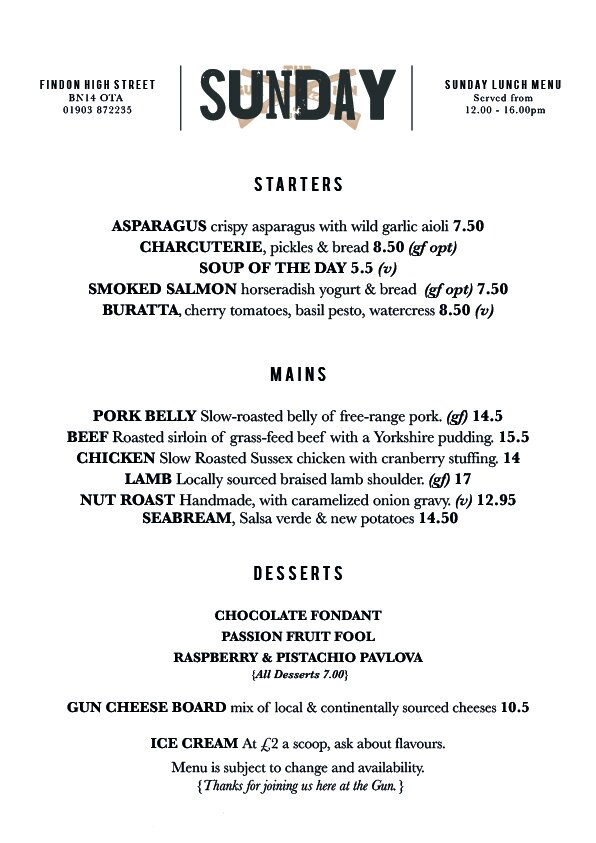 FINDON HIGH STREET
BN14 OTA
01903 872235
SUNDAY
SUNDAY LUNCH MENU
Served from
12.00 - 16.00pm
STARTERS
ASPARAGUS crispy asparagus with wild garlic aioli 7.50
CHARCUTERIE, pickles & bread 8.50 (gf opt)
SOUP OF THE DAY 5.5 (v)
SMOKED SALMON horseradish yogurt & bread (gf opt) 7.50
BURATTA, cherry tomatoes, basil pesto, watercress 8.50 (v)
MAINS
PORK BELLY Slow-roasted belly of free-range pork. (gf) 14.5
BEEF Roasted sirloin of grass-feed beef with a Yorkshire pudding. 15.5
CHICKEN Slow Roasted Sussex chicken with cranberry stuffing. 14
LAMB Locally sourced braised lamb shoulder. (gf) 17
NUT ROAST Handmade, with caramelized onion gravy. (v) 12.95
SEABREAM, Salsa verde & new potatoes 14.50
DESSERTS
CHOCOLATE FONDANT
PASSION FRUIT FOOL
RASPBERRY & PISTACHIO PAVLOVA
{All Desserts 7.00}
GUN CHEESE BOARD mix of local & continentally sourced cheeses 10.5
ICE CREAM At £2 a scoop, ask about flavours.
Menu is subject to change and availability.
{Thanks for joining us here at the Gun.}